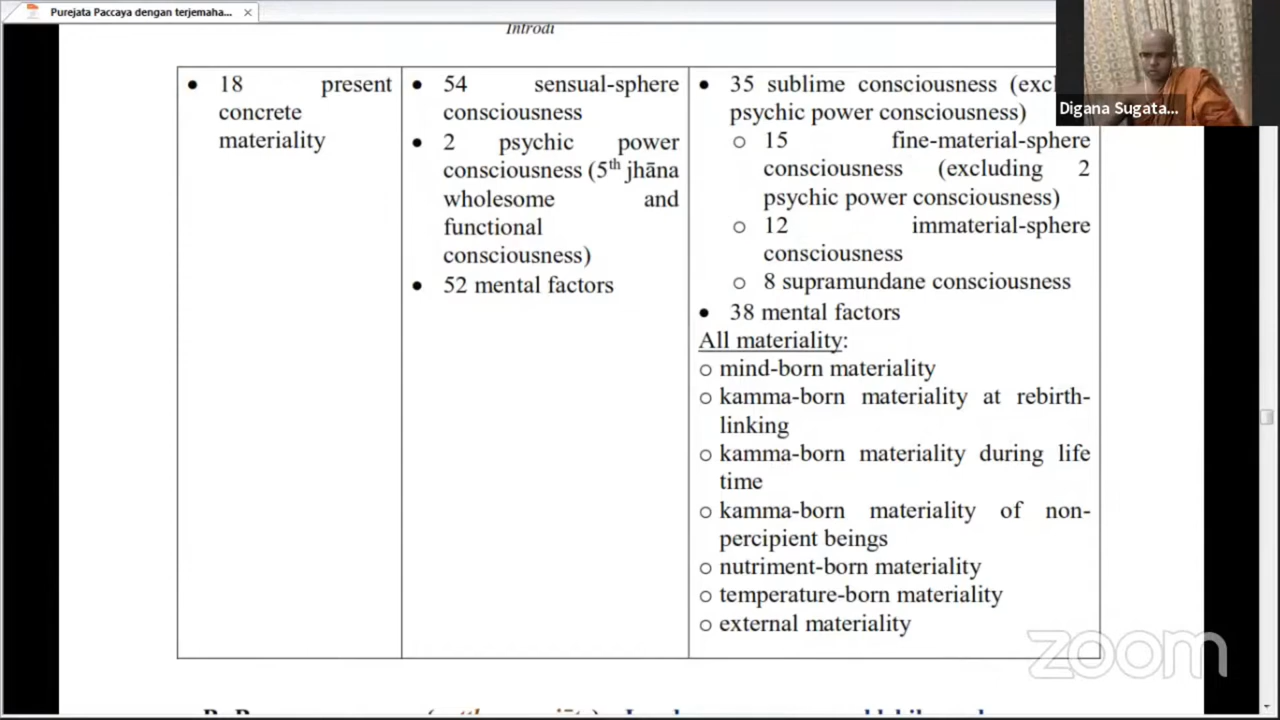 Purejata Paccaya dengan terjemaha...
Introdi
• 18 present
concrete
materiality
• 54 sensual-sphere
consciousness
• 2 psychic power
consciousness (5th jhāna
wholesome and
functional
consciousness)
• 52 mental factors
• 35 sublime consciousness (excl
psychic power consciousness)
o 15 fine-material-sphere
consciousness (excluding 2
psychic power consciousness)
o 12 immaterial-sphere
consciousness
o 8 supramundane consciousness
• 38 mental factors
All materiality:
o mind-born materiality
o kamma-born materiality at rebirth-
linking
o kamma-born materiality during life
time
o kamma-born materiality of non-
percipient beings
o nutriment-born materiality
o temperature-born materiality
o external materiality
Digana Sugata...
zoom